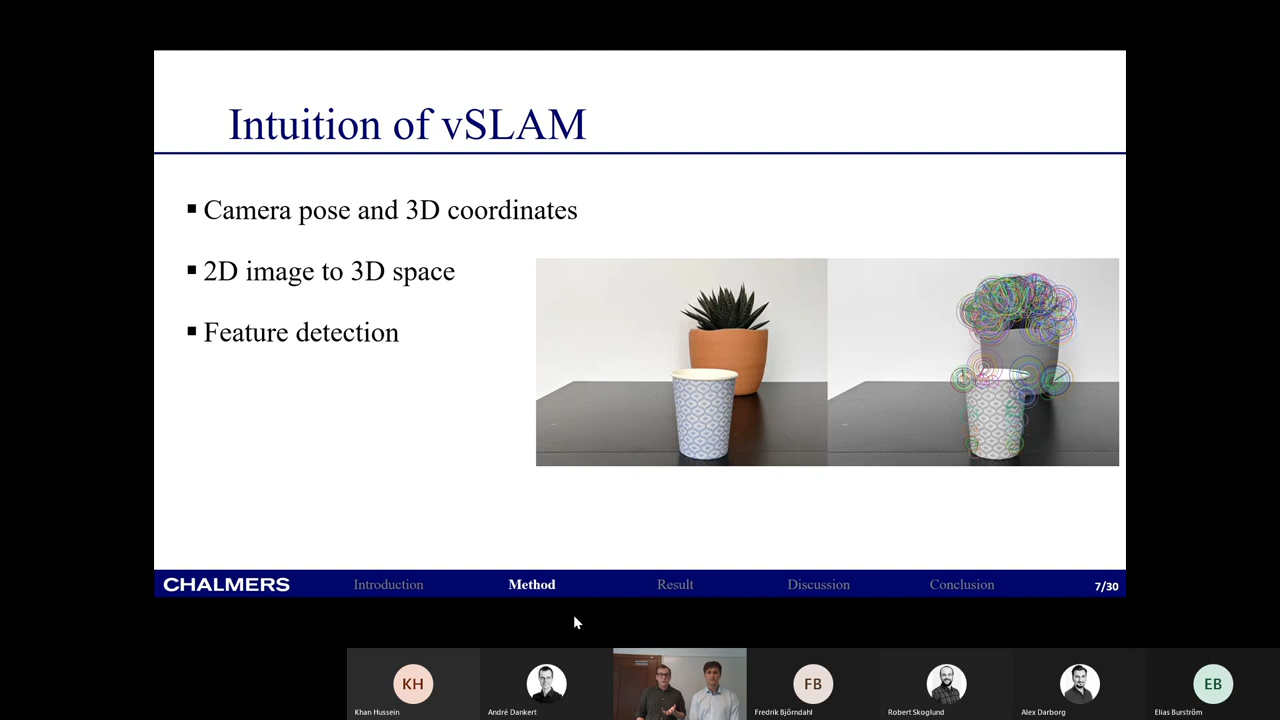 Intuition of vSLAM
Camera pose and 3D coordinates
2D image to 3D space
Feature detection
CHALMERS Introduction Method Result Discussion Conclusion 7/30
KH FB EB
Khan Hussein André Dankert Fredrik Björndahl Robert Skoglund Alex Darborg Elias Burström